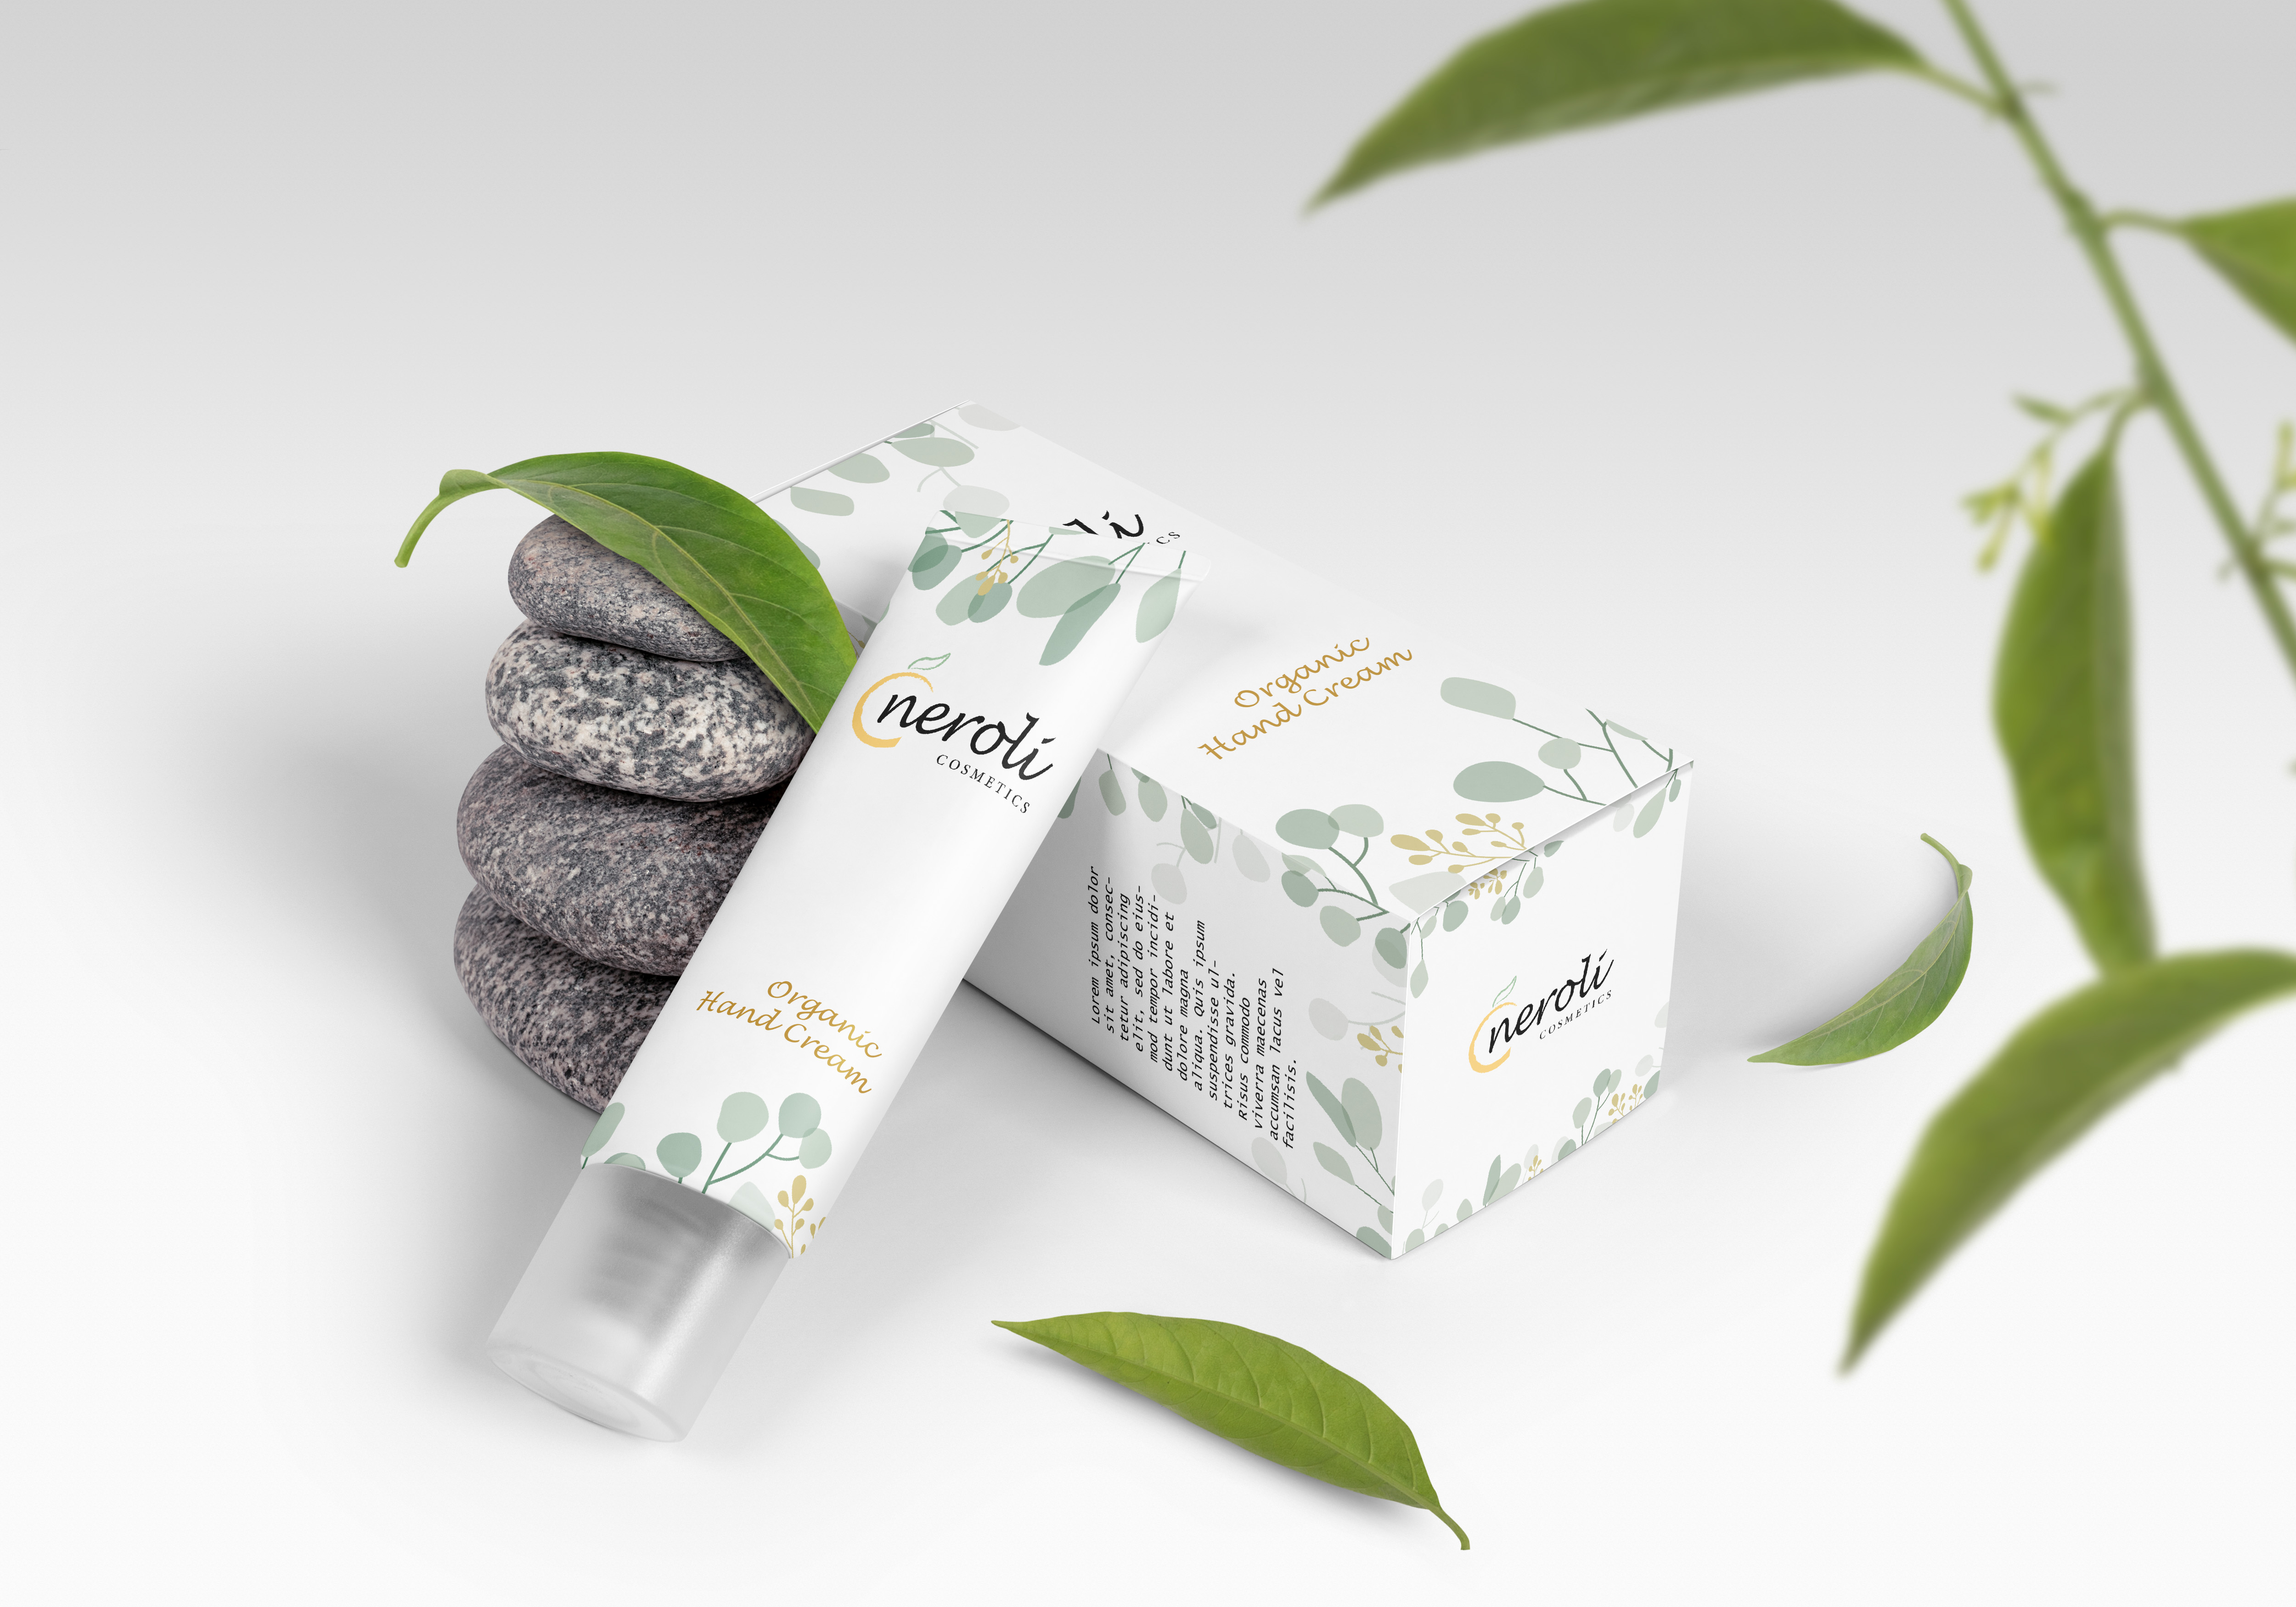 neroli
COSMETICS
Organic
Hand Cream
Organic
Hand Cream
Lorem ipsum dolor
sit amet, consec-
tetur adipiscing
elit, sed do eius-
mod tempor incidi-
dunt ut labore et
dolore magna
aliqua. Quis ipsum
suspendisse ul-
trices gravida.
Risus commodo
viverra maecenas
accumsan lacus vel
facilisis.
neroli
COSMETICS